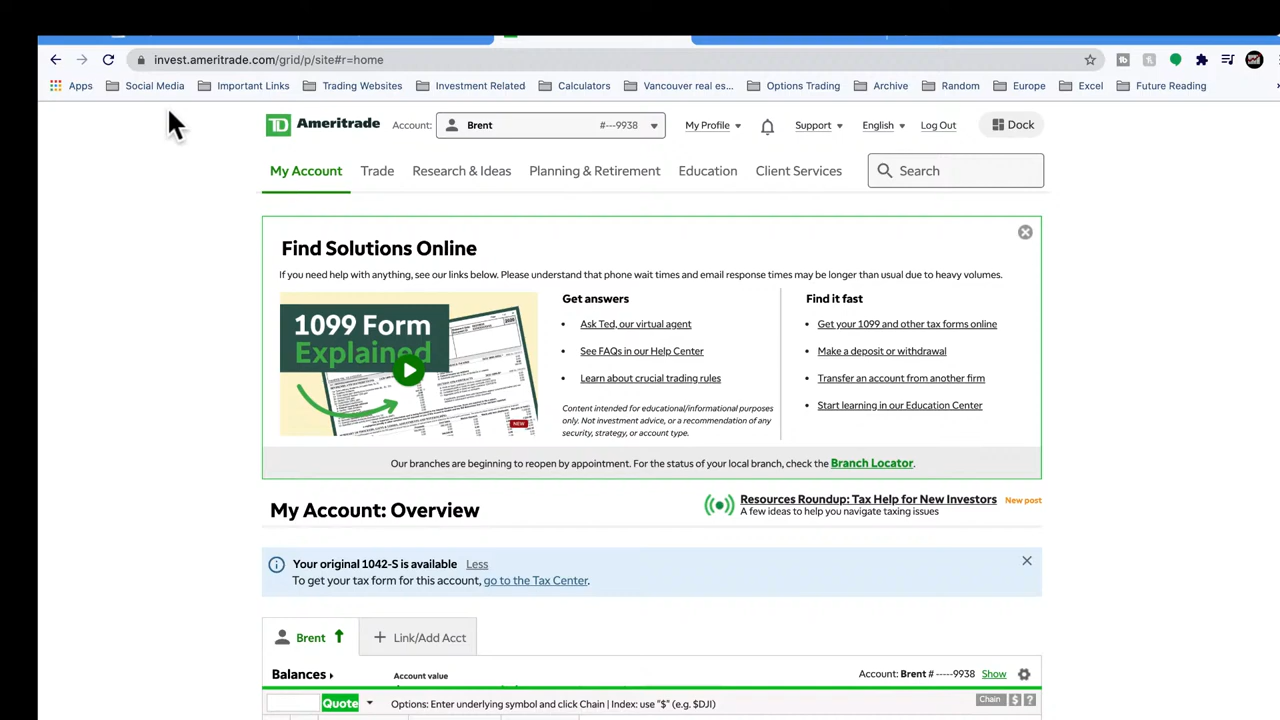 invest.ameritrade.com/grid/p/site#r=home
Apps Social Media Important Links Trading Websites Investment Related Calculators Vancouver real es... Options Trading Archive Random Europe Excel Future Reading
TD Ameritrade Account: Brent #---9938 My Profile Support English Log Out Dock
My Account Trade Research & Ideas Planning & Retirement Education Client Services Search
Find Solutions Online
If you need help with anything, see our links below. Please understand that phone wait times and email response times may be longer than usual due to heavy volumes.
1099 Form
Explained
NEW
Get answers
• Ask Ted, our virtual agent
• See FAQs in our Help Center
• Learn about crucial trading rules
Content intended for educational/informational purposes
only. Not investment advice, or a recommendation of any
security, strategy, or account type.
Find it fast
• Get your 1099 and other tax forms online
• Make a deposit or withdrawal
• Transfer an account from another firm
• Start learning in our Education Center
Our branches are beginning to reopen by appointment. For the status of your local branch, check the Branch Locator.
My Account: Overview
Resources Roundup: Tax Help for New Investors New post
A few ideas to help you navigate taxing issues
Your original 1042-S is available Less
To get your tax form for this account, go to the Tax Center.
Brent + Link/Add Acct
Balances Account value Account: Brent # -----9938 Show
Quote Options: Enter underlying symbol and click Chain | Index: use "$" (e.g. $DJI) Chain $ ?